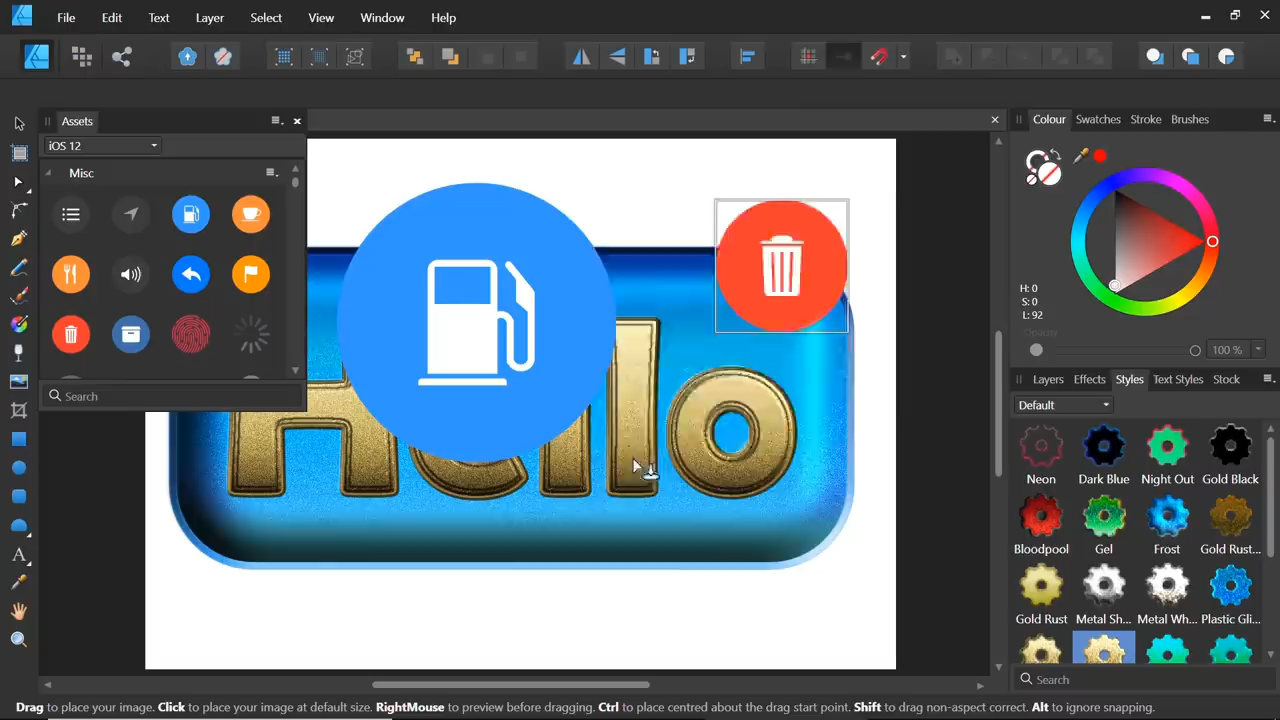 File Edit Text Layer Select View Window Help
Assets
iOS 12
Misc
Search
Hello
Colour Swatches Stroke Brushes
H: 0
S: 0
L: 92
Opacity
100 %
Layers Effects Styles Text Styles Stock
Default
Neon Dark Blue Night Out Gold Black
Bloodpool Gel Frost Gold Rust...
Gold Rust Metal Sh... Metal Wh... Plastic Gli...
Search
Drag to place your image. Click to place your image at default size. RightMouse to preview before dragging. Ctrl to place centred about the drag start point. Shift to drag non-aspect correct. Alt to ignore snapping.